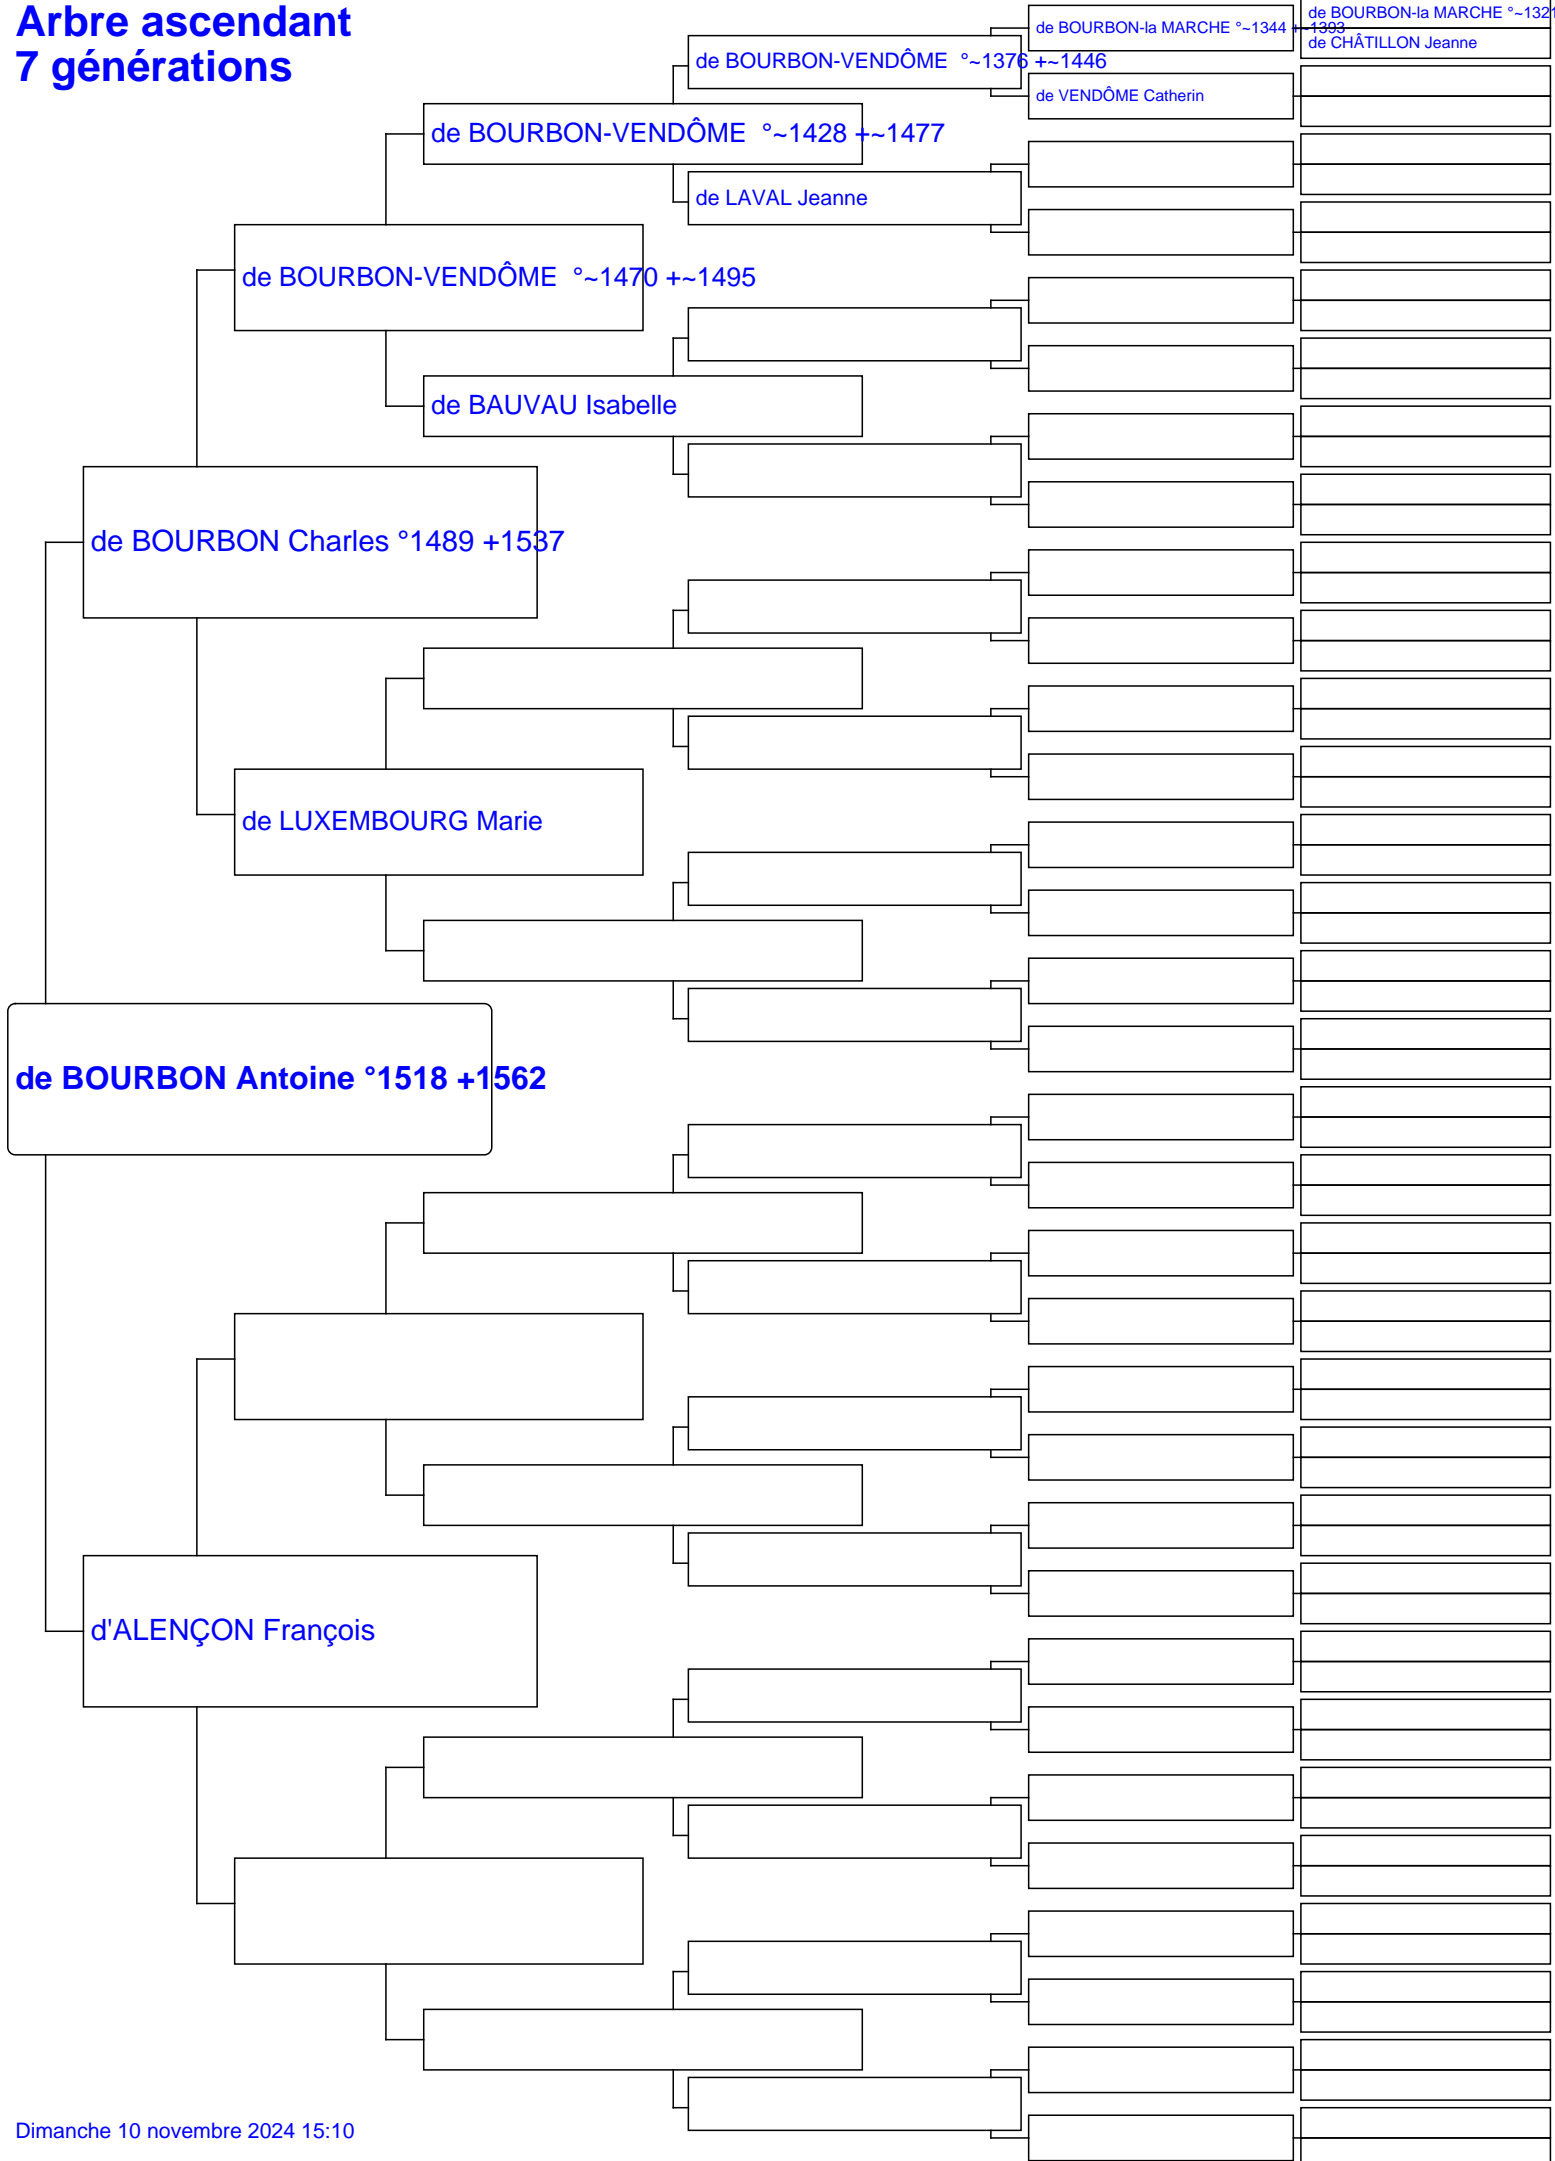 Arbre ascendant
7 générations
de BOURBON-la MARCHE °~1321
de BOURBON-la MARCHE °~1344 +~1393
de CHÂTILLON Jeanne
de BOURBON-VENDÔME °~1376 +~1446
de VENDÔME Catherin
de BOURBON-VENDÔME °~1428 +~1477
de LAVAL Jeanne
de BOURBON-VENDÔME °~1470 +~1495
de BAUVAU Isabelle
de BOURBON Charles °1489 +1537
de LUXEMBOURG Marie
de BOURBON Antoine °1518 +1562
d'ALENÇON François
Dimanche 10 novembre 2024 15:10